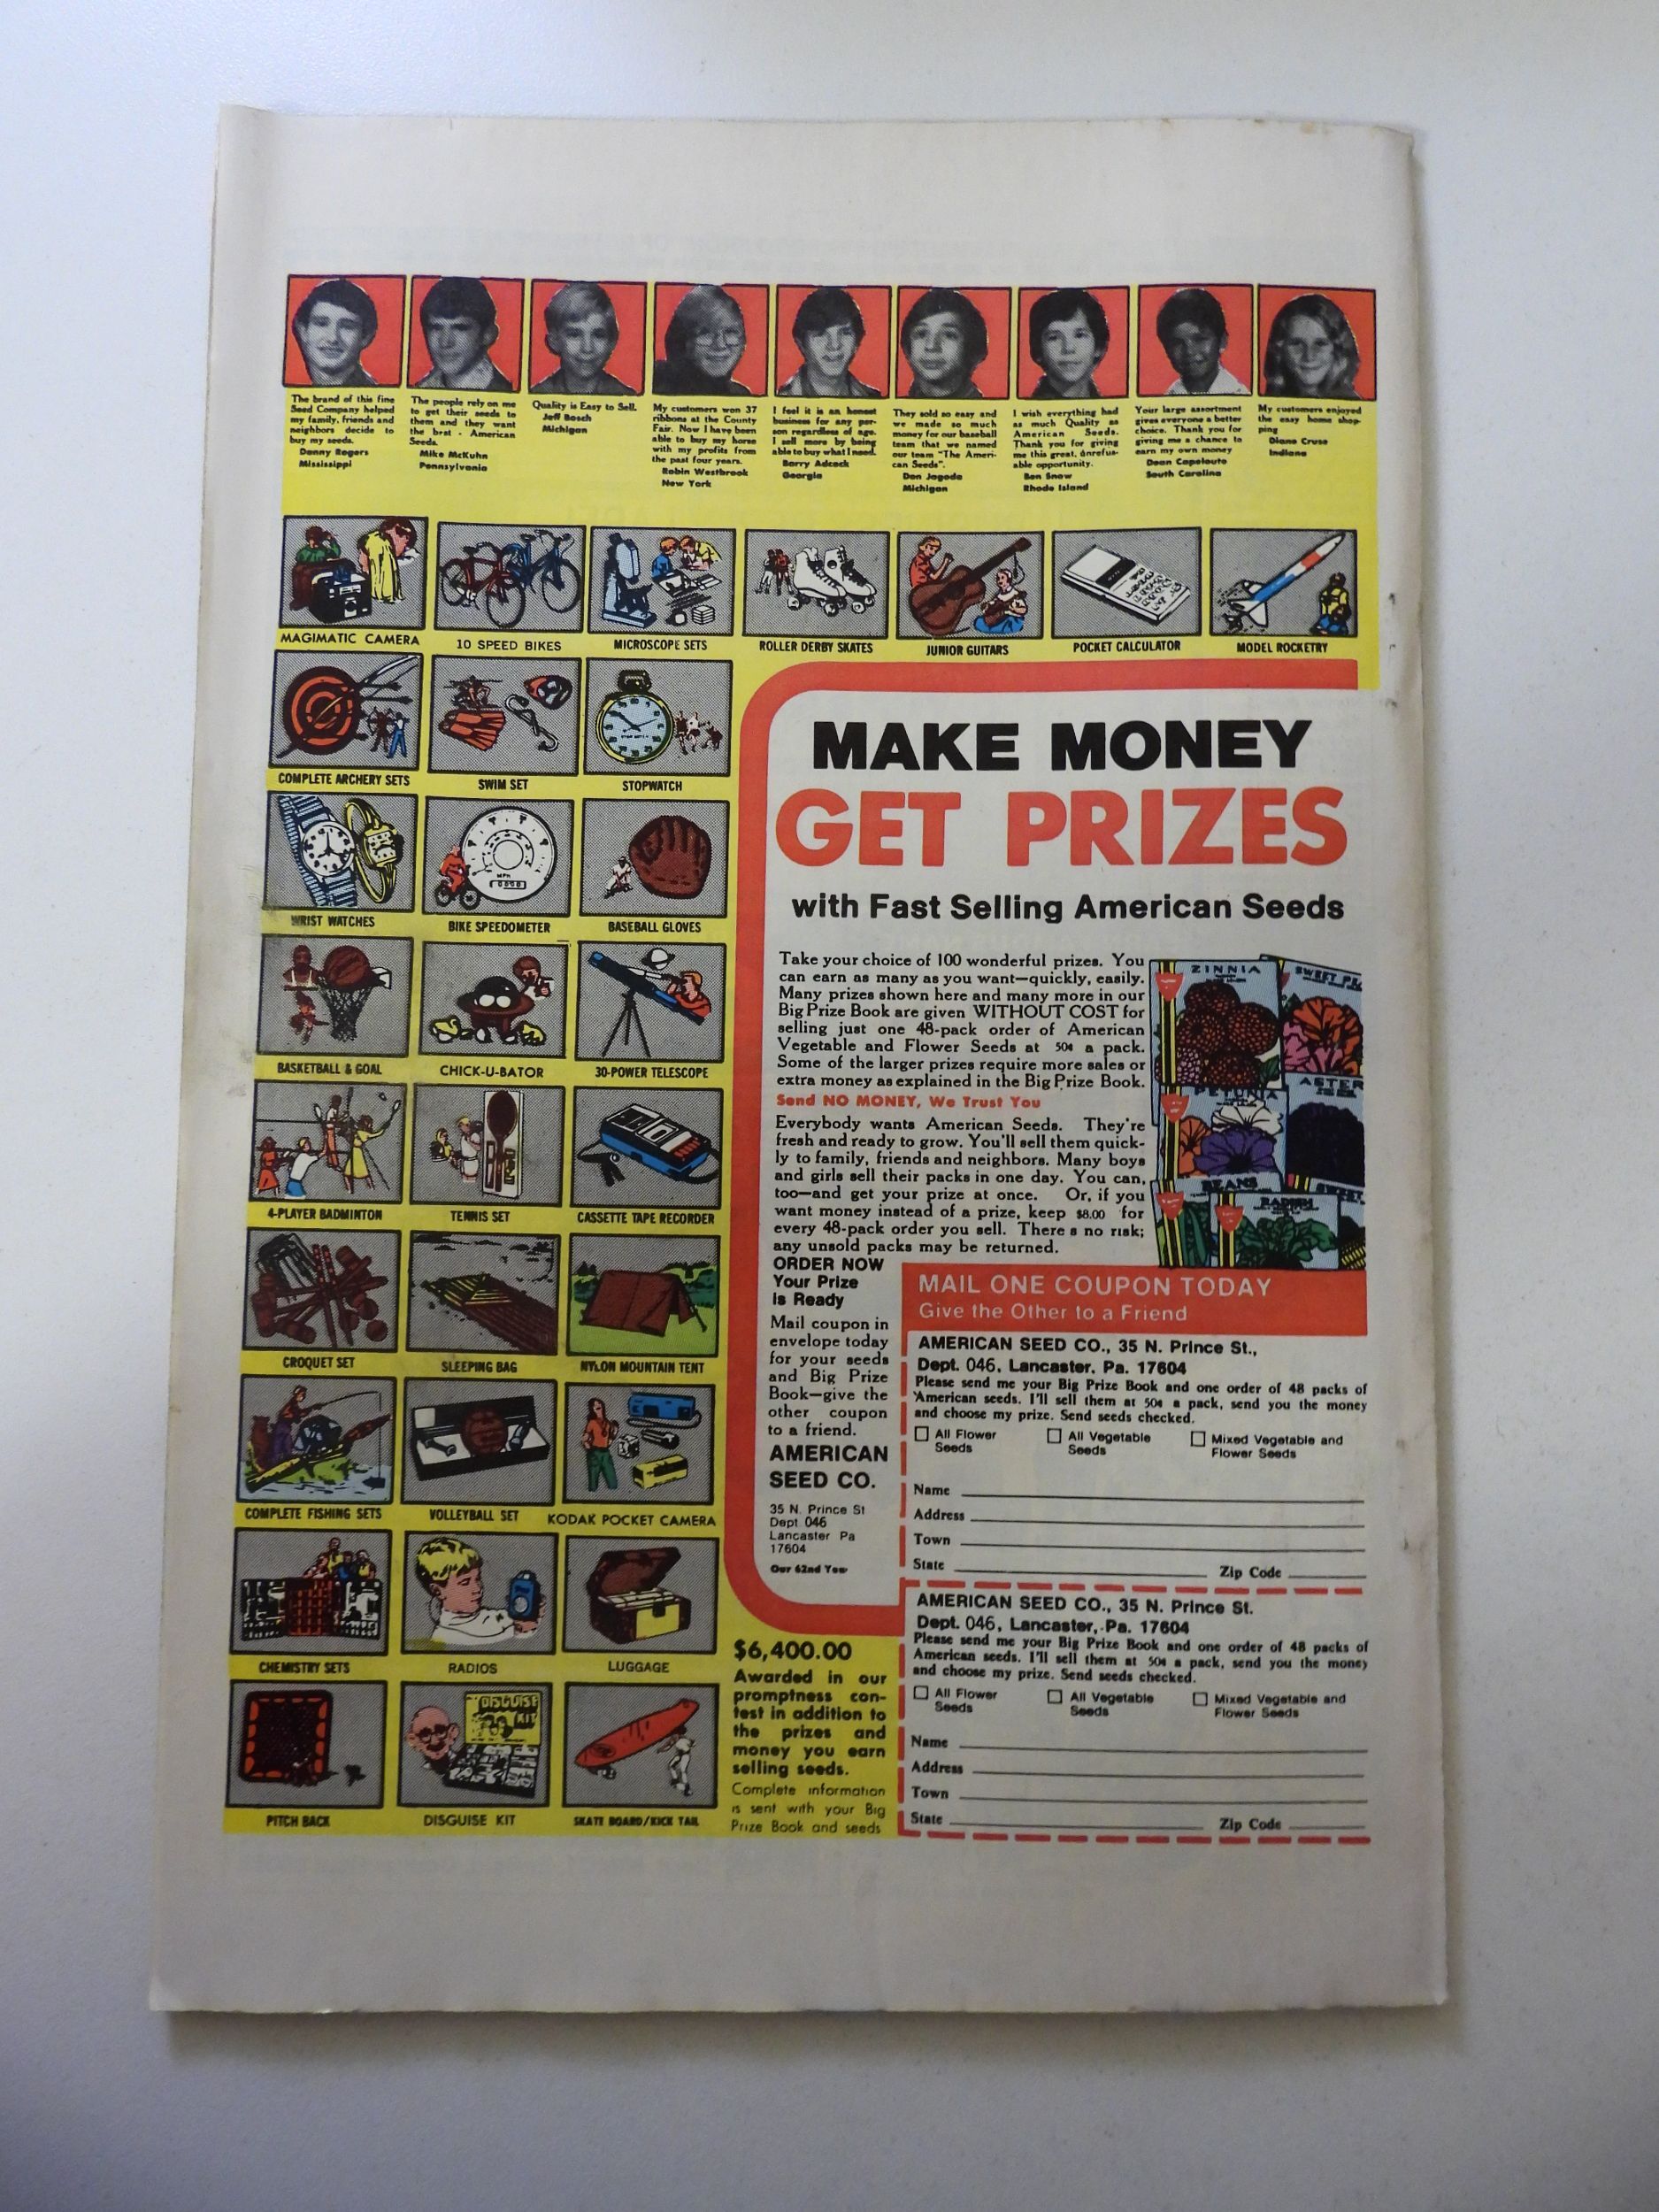 The brand of this fine
Seed Company helped
my family, friends and
neighbors decide to
buy my seeds.
Danny Rogers
Mississippi
The people rely on me
to get their seeds to
them and they want
the best - American
Seeds.
Mike McKuhn
Pennsylvania
Quality is Easy to Sell.
Jeff Bosch
Michigan
My customers won 37
ribbons at the County
Fair. Now I have been
able to buy my horse
with my profits from
the past four years.
Robin Westbrook
New York
I feel it is an honest
business for any per-
son regardless of age.
I sell more by being
able to buy what I need.
Barry Adcock
Georgia
They sold so easy and
we made so much
money for our baseball
team that we named
our team "The Ameri-
can Seeds".
Don Jagoda
Michigan
I wish everything had
as much Quality as
American Seeds.
Thank you for giving
me this great, unrefus-
able opportunity.
Ben Snow
Rhode Island
Your large assortment
gives everyone a better
choice. Thank you for
giving me a chance to
earn my own money
Dean Capelouto
South Carolina
My customers enjoyed
the easy home shop-
ping
Diane Cruse
Indiana
MAGIMATIC CAMERA
10 SPEED BIKES
MICROSCOPE SETS
ROLLER DERBY SKATES
JUNIOR GUITARS
POCKET CALCULATOR
MODEL ROCKETRY
COMPLETE ARCHERY SETS
SWIM SET
STOPWATCH
WRIST WATCHES
MPH
BIKE SPEEDOMETER
BASEBALL GLOVES
BASKETBALL & GOAL
CHICK-U-BATOR
30-POWER TELESCOPE
4-PLAYER BADMINTON
TENNIS SET
CASSETTE TAPE RECORDER
CROQUET SET
SLEEPING BAG
NYLON MOUNTAIN TENT
COMPLETE FISHING SETS
VOLLEYBALL SET
KODAK POCKET CAMERA
CHEMISTRY SETS
RADIOS
LUGGAGE
PITCH BACK
DISGUISE
KIT
DISGUISE KIT
SKATE BOARD/KICK TAIL
MAKE MONEY
GET PRIZES
with Fast Selling American Seeds
Take your choice of 100 wonderful prizes. You
can earn as many as you want—quickly, easily.
Many prizes shown here and many more in our
Big Prize Book are given WITHOUT COST for
selling just one 48-pack order of American
Vegetable and Flower Seeds at 50¢ a pack.
Some of the larger prizes require more sales or
extra money as explained in the Big Prize Book.
Send NO MONEY, We Trust You
Everybody wants American Seeds. They're
fresh and ready to grow. You'll sell them quick-
ly to family, friends and neighbors. Many boys
and girls sell their packs in one day. You can,
too—and get your prize at once. Or, if you
want money instead of a prize, keep $8.00 for
every 48-pack order you sell. There s no risk;
any unsold packs may be returned.
ZINNIA
SWEET PE
PETUNIA
ASTER
BEANS
RADISH
SWEET
ORDER NOW
Your Prize
is Ready
Mail coupon in
envelope today
for your seeds
and Big Prize
Book—give the
other coupon
to a friend.
AMERICAN
SEED CO.
35 N. Prince St
Dept 046
Lancaster Pa
17604
Our 62nd Year
$6,400.00
Awarded in our
promptness con-
test in addition to
the prizes and
money you earn
selling seeds.
Complete information
is sent with your Big
Prize Book and seeds
MAIL ONE COUPON TODAY
Give the Other to a Friend
AMERICAN SEED CO., 35 N. Prince St.,
Dept. 046, Lancaster, Pa. 17604
Please send me your Big Prize Book and one order of 48 packs of
American seeds. I'll sell them at 50¢ a pack, send you the money
and choose my prize. Send seeds checked.
All Flower
Seeds
All Vegetable
Seeds
Mixed Vegetable and
Flower Seeds
Name
Address
Town
State Zip Code
AMERICAN SEED CO., 35 N. Prince St.
Dept. 046, Lancaster, Pa. 17604
Please send me your Big Prize Book and one order of 48 packs of
American seeds. I'll sell them at 50¢ a pack, send you the money
and choose my prize. Send seeds checked.
All Flower
Seeds
All Vegetable
Seeds
Mixed Vegetable and
Flower Seeds
Name
Address
Town
State Zip Code